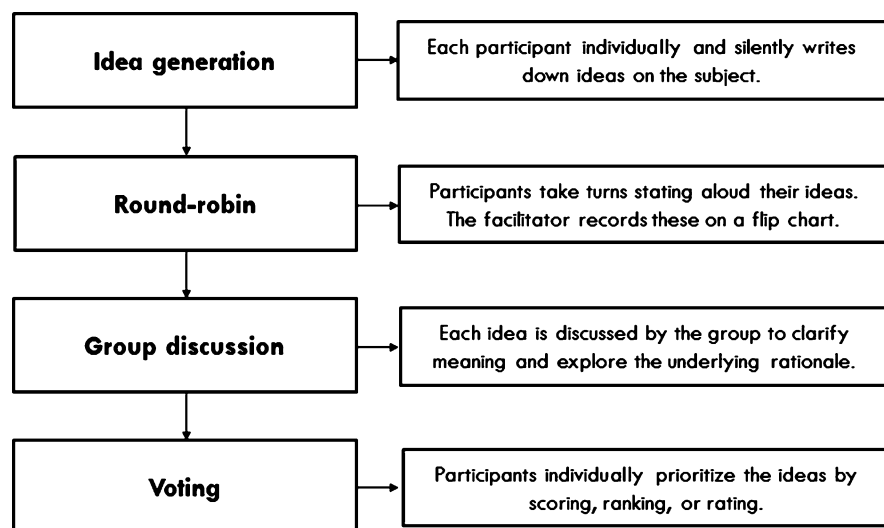 Idea generation
Each participant individually and silently writes
down ideas on the subject.
Round-robin
Participants take turns stating aloud their ideas.
The facilitator records these on a flip chart.
Group discussion
Each idea is discussed by the group to clarify
meaning and explore the underlying rationale.
Voting
Participants individually prioritize the ideas by
scoring, ranking, or rating.